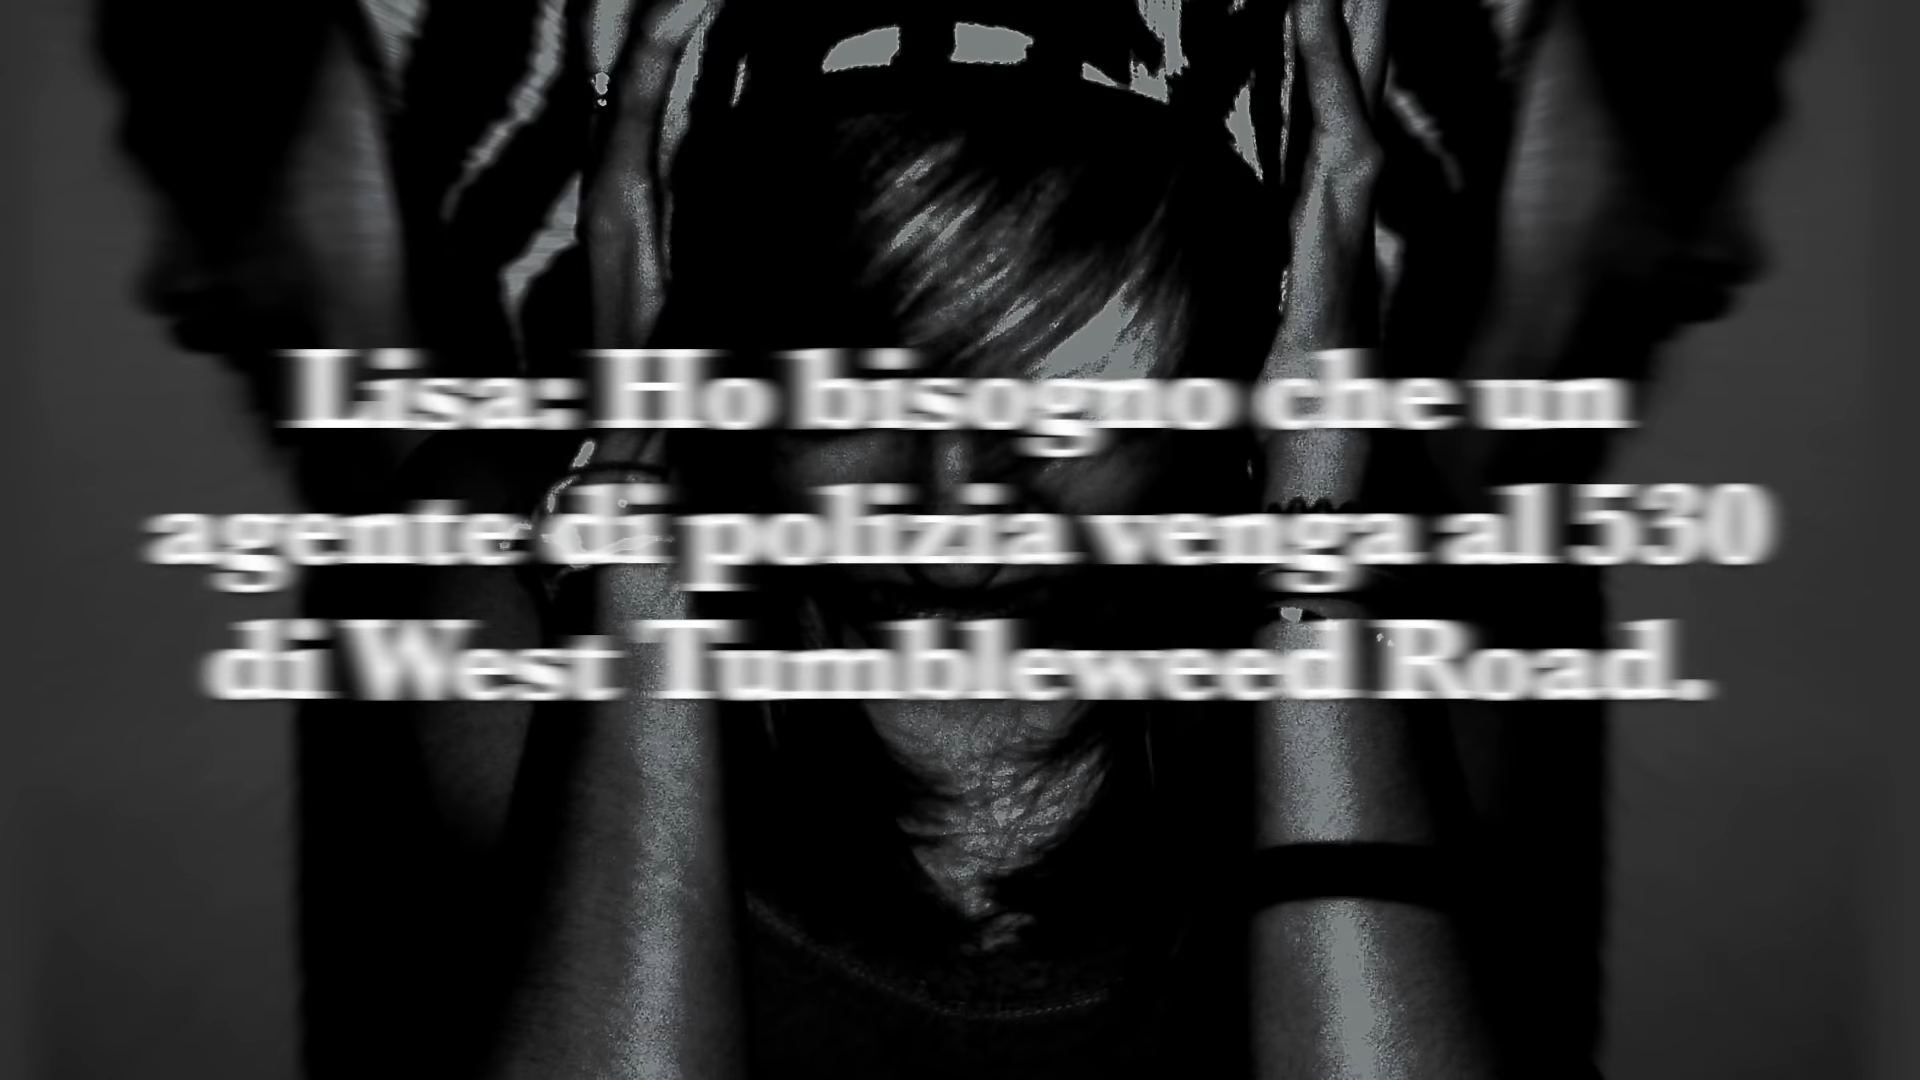 Lisa: Ho bisogno che un
agente di polizia venga al 530
di West Tumbleweed Road.